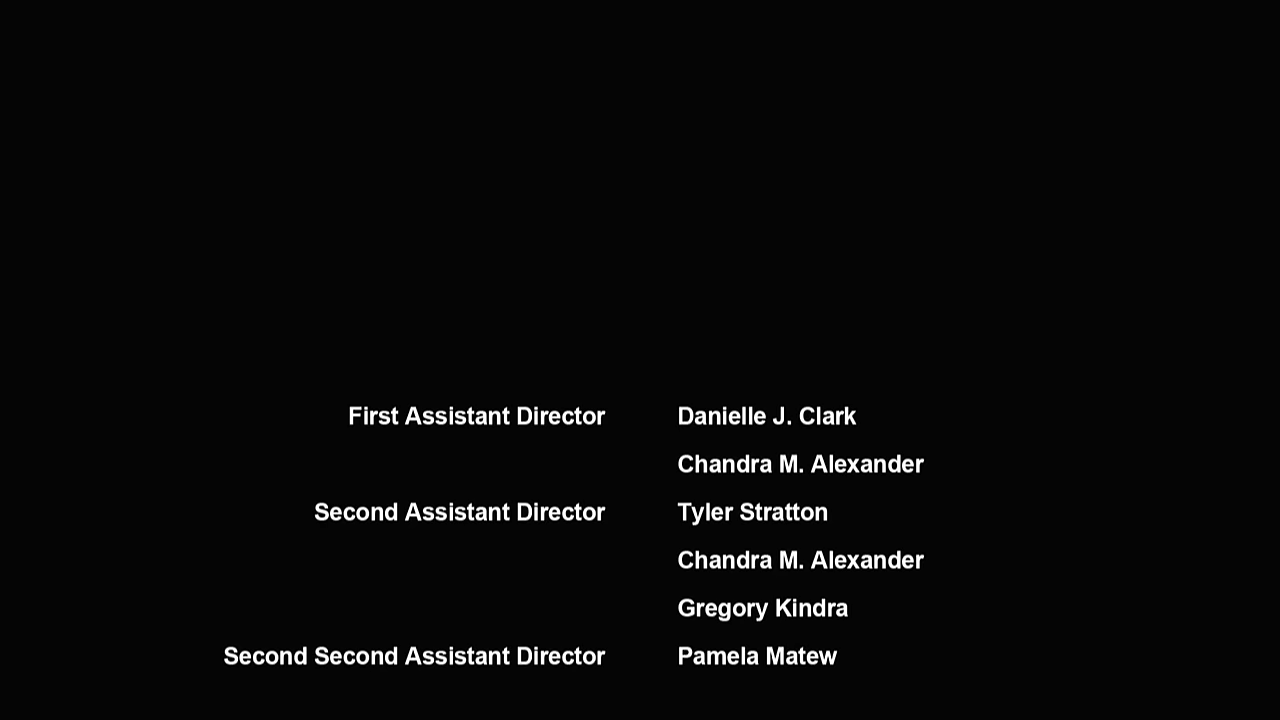 First Assistant Director Danielle J. Clark
Chandra M. Alexander
Second Assistant Director Tyler Stratton
Chandra M. Alexander
Gregory Kindra
Second Second Assistant Director Pamela Matew